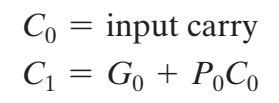 C₀ = input carry
C₁ = G₀ + P₀C₀